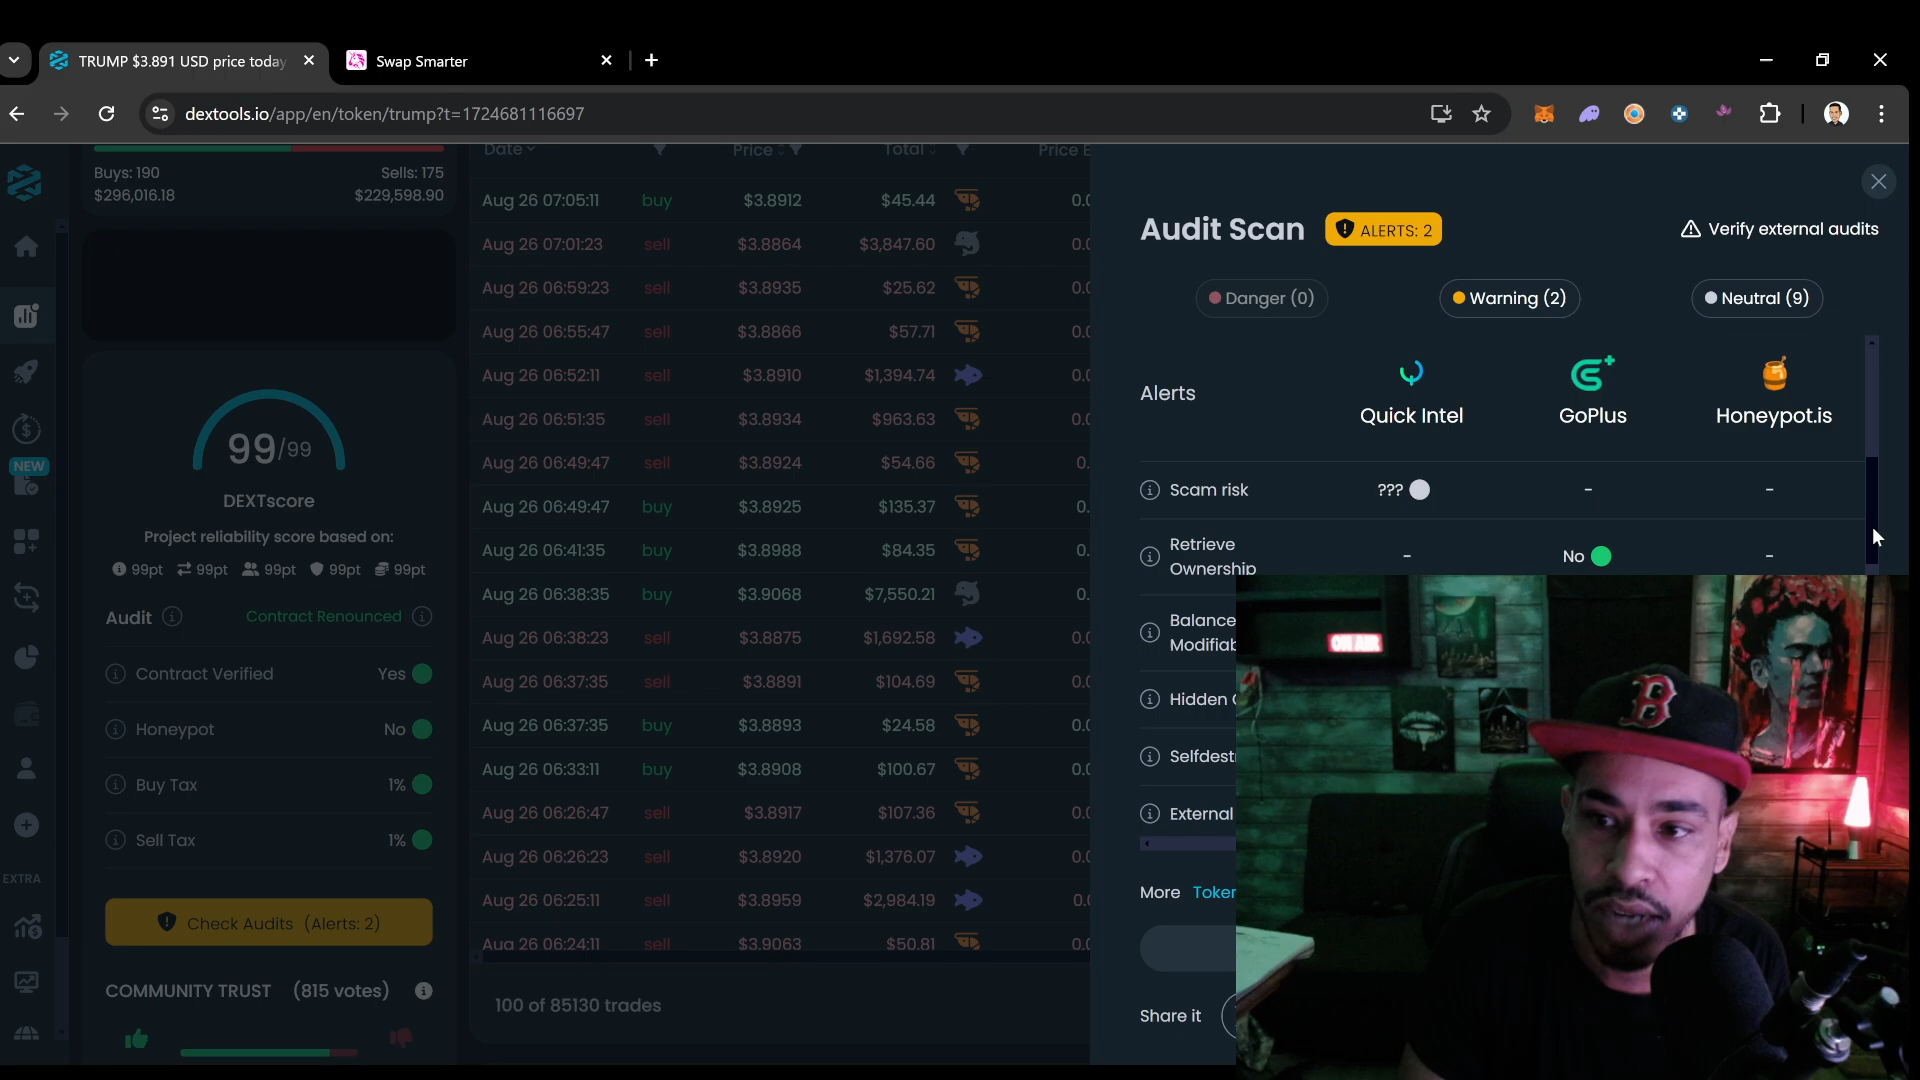 TRUMP $3.891 USD price today
Swap Smarter
dextools.io/app/en/token/trump?t=1724681116697
Buys: 190
Sells: 175
$296,016.18
$229,598.90
NEW
EXTRA
99/99
DEXTscore
Project reliability score based on:
99pt 99pt 99pt 99pt 99pt
Audit
Contract Renounced
Contract Verified Yes
Honeypot No
Buy Tax 1%
Sell Tax 1%
Check Audits (Alerts: 2)
COMMUNITY TRUST (815 votes)
Date Price Total
Aug 26 07:05:11 buy $3.8912 $45.44
Aug 26 07:01:23 sell $3.8864 $3,847.60
Aug 26 06:59:23 sell $3.8935 $25.62
Aug 26 06:55:47 sell $3.8866 $57.71
Aug 26 06:52:11 sell $3.8910 $1,394.74
Aug 26 06:51:35 sell $3.8934 $963.63
Aug 26 06:49:47 sell $3.8924 $54.66
Aug 26 06:49:47 buy $3.8925 $135.37
Aug 26 06:41:35 buy $3.8988 $84.35
Aug 26 06:38:35 buy $3.9068 $7,550.21
Aug 26 06:38:23 sell $3.8875 $1,692.58
Aug 26 06:37:35 sell $3.8891 $104.69
Aug 26 06:37:35 buy $3.8893 $24.58
Aug 26 06:33:11 buy $3.8908 $100.67
Aug 26 06:26:47 sell $3.8917 $107.36
Aug 26 06:26:23 sell $3.8920 $1,376.07
Aug 26 06:25:11 sell $3.8959 $2,984.19
Aug 26 06:24:11 sell $3.9063 $50.81
100 of 85130 trades
Audit Scan
ALERTS: 2
Verify external audits
Danger (0)
Warning (2)
Neutral (9)
Alerts
Quick Intel
GoPlus
Honeypot.is
Scam risk ??? - -
Retrieve
Ownership
- No -
Balance
Hidden
External
More
Share it
ON AIR
B